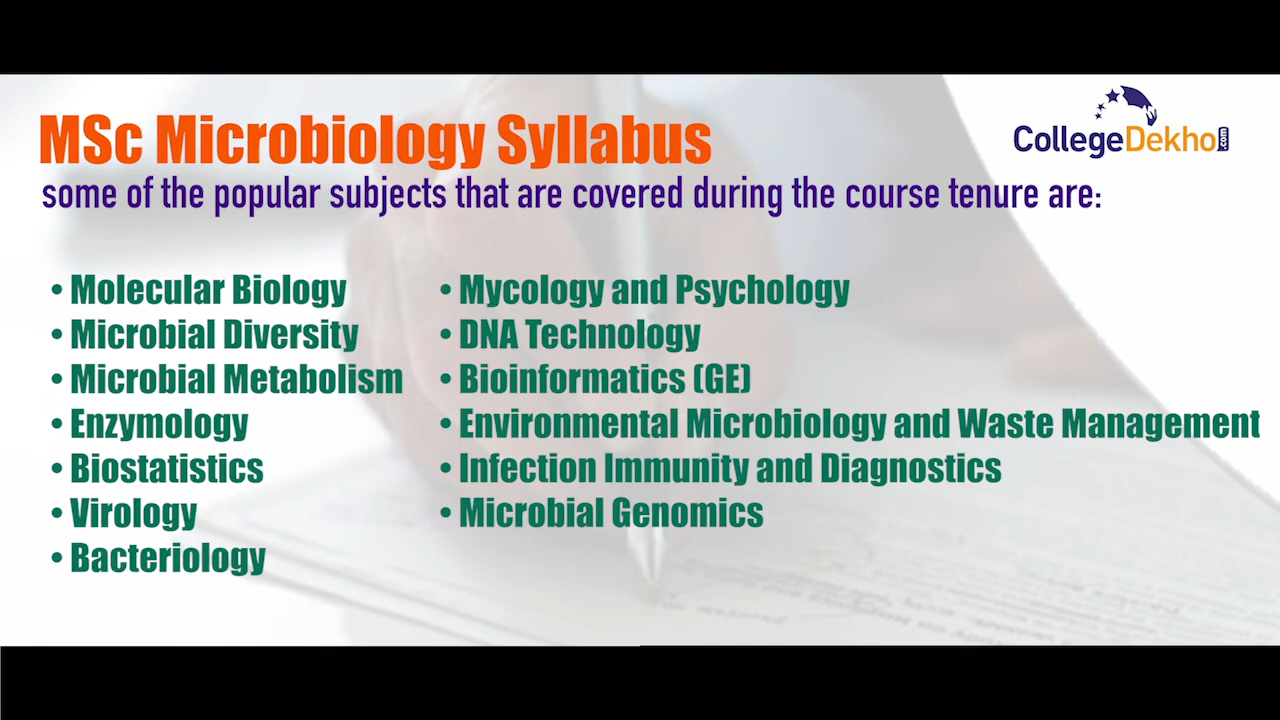 MSc Microbiology Syllabus
some of the popular subjects that are covered during the course tenure are:
CollegeDekho.com
• Molecular Biology
• Microbial Diversity
• Microbial Metabolism
• Enzymology
• Biostatistics
• Virology
• Bacteriology
• Mycology and Psychology
• DNA Technology
• Bioinformatics (GE)
• Environmental Microbiology and Waste Management
• Infection Immunity and Diagnostics
• Microbial Genomics